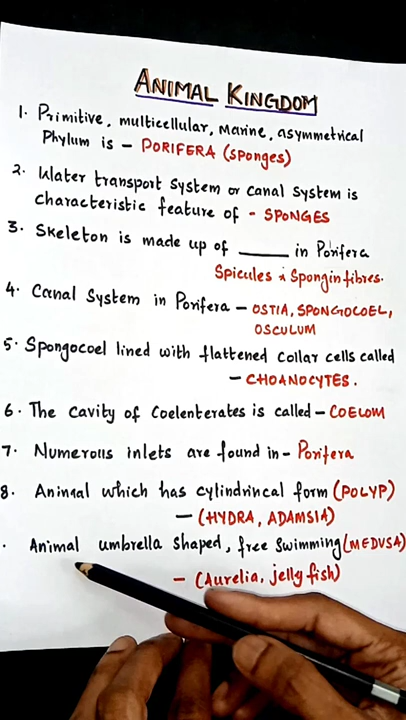 ANIMAL KINGDOM
1. Primitive, multicellular, marine, asymmetrical
Phylum is - PORIFERA (Sponges)
2. Water transport system or canal system is
characteristic feature of - SPONGES
3. Skeleton is made up of ______ in Porifera
Spicules & Spongin fibres.
4. Canal System in Porifera - OSTIA, SPONGOCOEL,
OSCULUM
5. Spongocoel lined with flattened collar cells called
- CHOANOCYTES.
6. The cavity of Coelenterates is called - COELOM
7. Numerous inlets are found in - Porifera
8. Animal which has cylindrincal form (POLYP)
- (HYDRA, ADAMSIA)
. Animal umbrella shaped, free swimming (MEDUSA)
- (Aurelia, jelly fish)